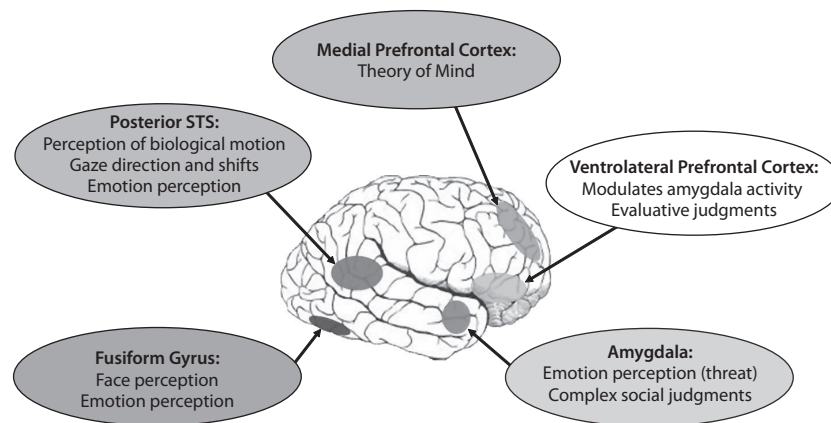 Medial Prefrontal Cortex:
Theory of Mind
Posterior STS:
Perception of biological motion
Gaze direction and shifts
Emotion perception
Ventrolateral Prefrontal Cortex:
Modulates amygdala activity
Evaluative judgments
Fusiform Gyrus:
Face perception
Emotion perception
Amygdala:
Emotion perception (threat)
Complex social judgments